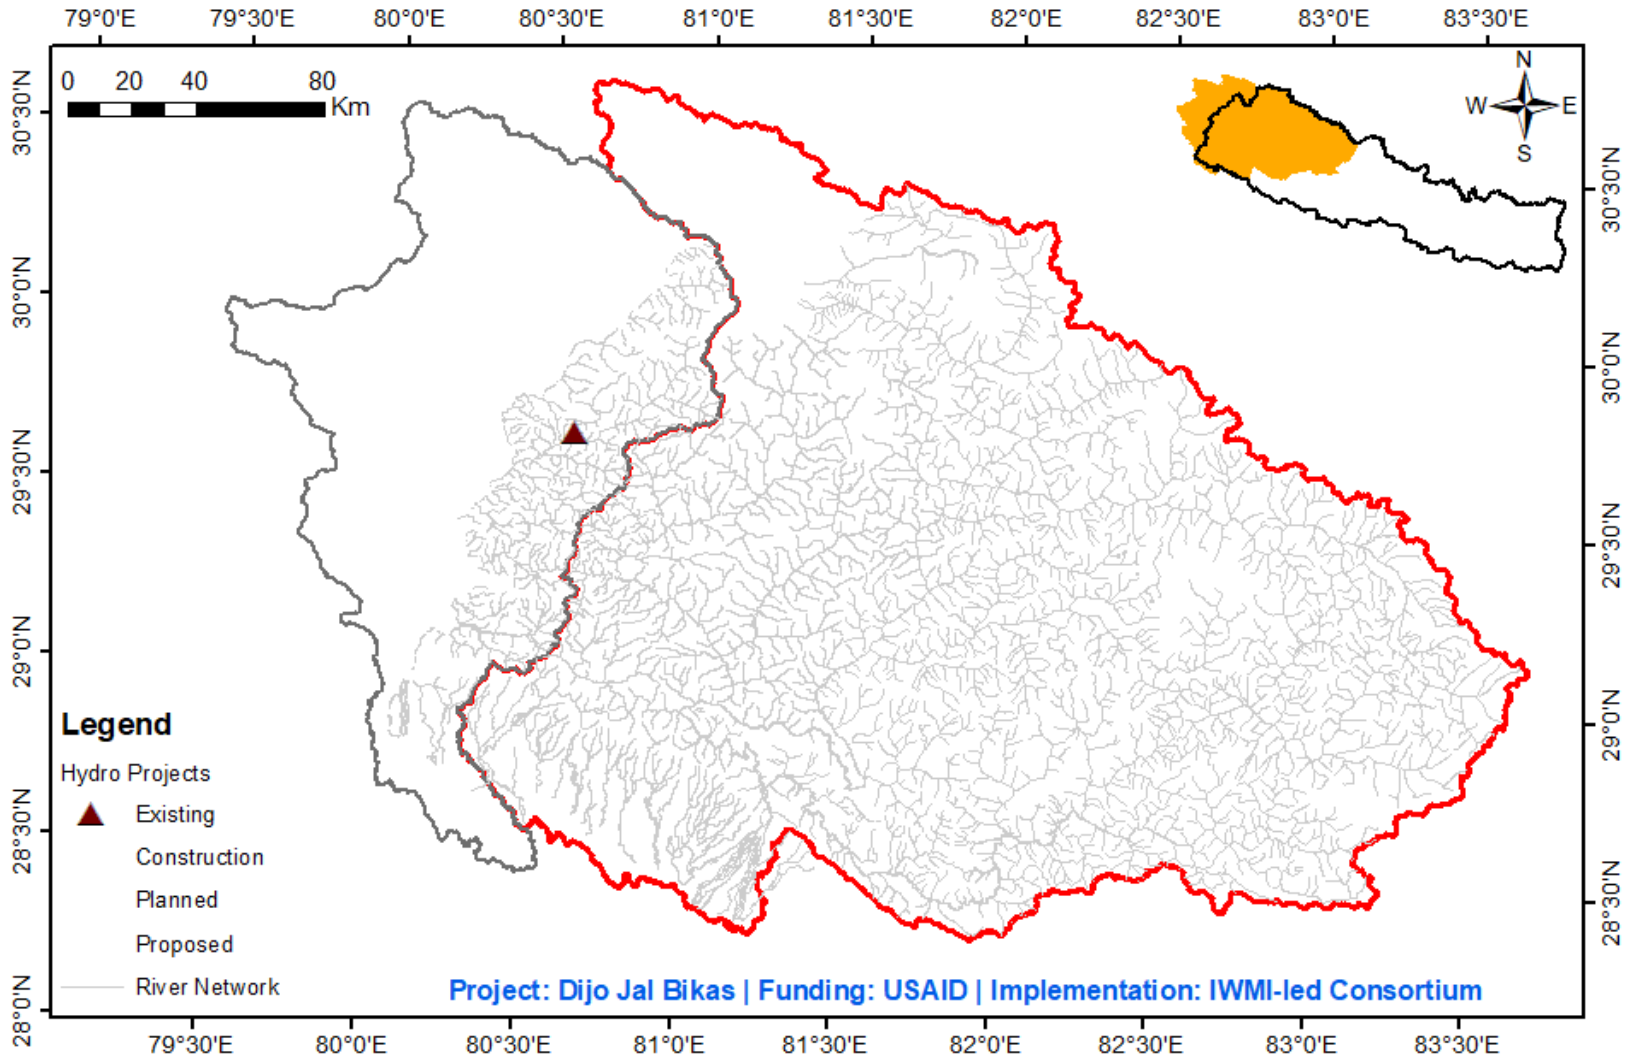 79°0'E 79°30'E 80°0'E 80°30'E 81°0'E 81°30'E 82°0'E 82°30'E 83°0'E 83°30'E
0 20 40 80
Km
N
W E
S
30°30'N
30°0'N
29°30'N
29°0'N
28°30'N
28°0'N
30°30'N
30°0'N
29°30'N
29°0'N
28°30'N
Legend
Hydro Projects
Existing
Construction
Planned
Proposed
River Network
Project: Dijo Jal Bikas | Funding: USAID | Implementation: IWMI-led Consortium
79°30'E 80°0'E 80°30'E 81°0'E 81°30'E 82°0'E 82°30'E 83°0'E 83°30'E